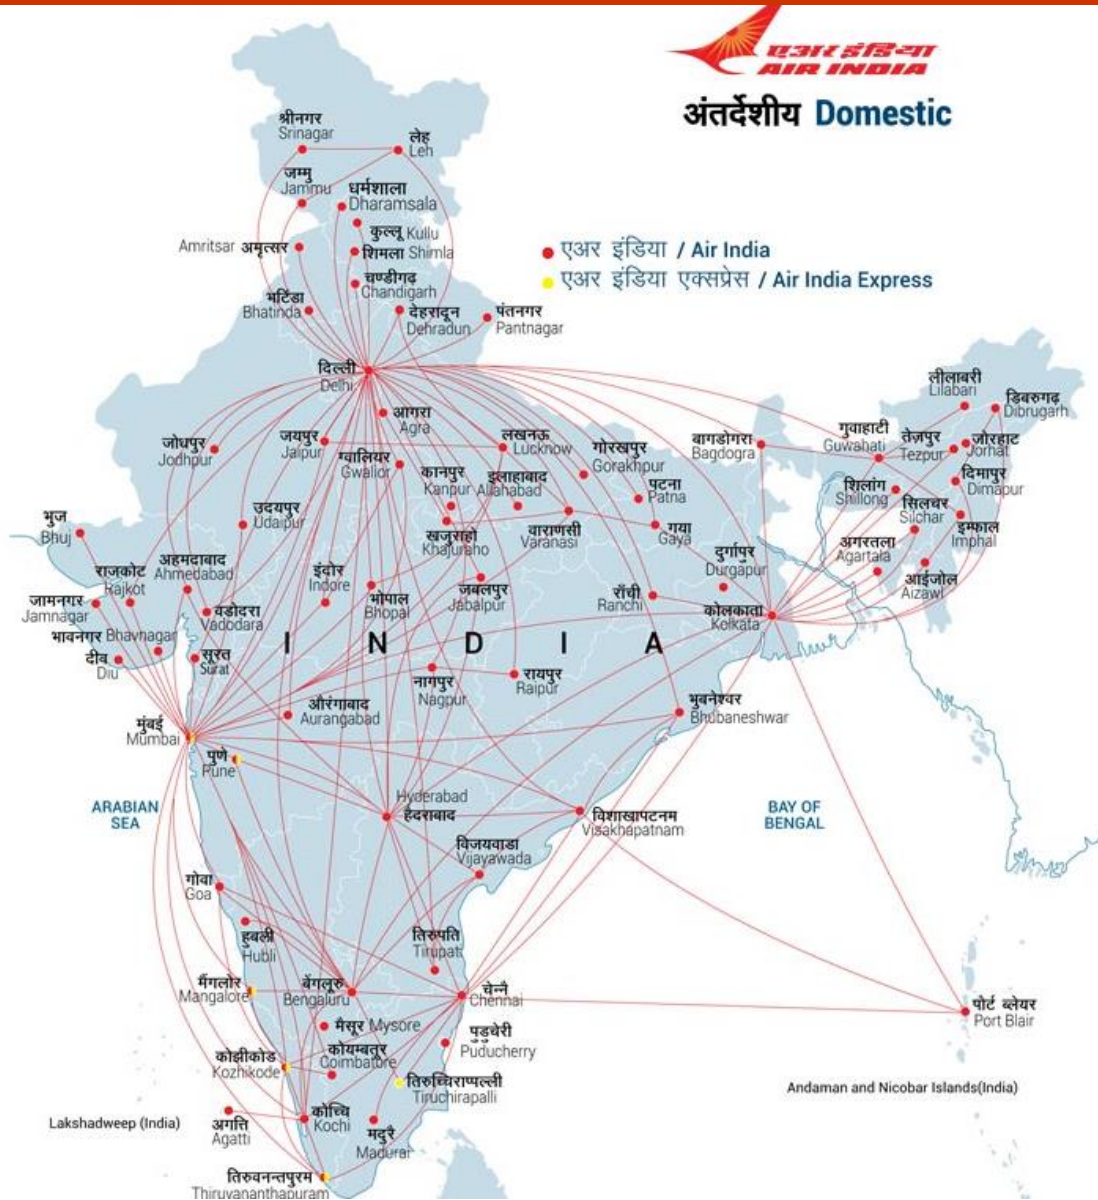 एअर इंडिया
AIR INDIA
अंतर्देशीय Domestic
श्रीनगर
Srinagar
लेह
Leh
जम्मु
Jammu
धर्मशाला
Dharamsala
कुल्लू Kullu
Amritsar अमृत्सर
शिमला Shimla
एअर इंडिया / Air India
एअर इंडिया एक्सप्रेस / Air India Express
चण्डीगढ़
Chandigarh
भटिंडा
Bhatinda
देहरादून
Dehradun
पंतनगर
Pantnagar
दिल्ली
Delhi
लीलाबरी
Lilabari
डिबरुगढ़
Dibrugarh
आगरा
Agra
जोधपुर
Jodhpur
जयपुर
Jaipur
लखनऊ
Lucknow
गोरखपुर
Gorakhpur
बागडोगरा
Bagdogra
गुवाहाटी
Guwahati
तेज़पुर
Tezpur
जोरहाट
Jorhat
ग्वालियर
Gwalior
कानपुर
Kanpur
इलाहाबाद
Allahabad
पटना
Patna
शिलांग
Shillong
दिमापुर
Dimapur
सिलचर
Silchar
इम्फाल
Imphal
भुज
Bhuj
उदयपुर
Udaipur
खजुराहो
Khajuraho
वाराणसी
Varanasi
गया
Gaya
अगरतला
Agartala
राजकोट
Rajkot
अहमदाबाद
Ahmedabad
इंदोर
Indore
भोपाल
Bhopal
जबलपुर
Jabalpur
दुर्गापुर
Durgapur
राँची
Ranchi
आईजोल
Aizawl
जामनगर
Jamnagar
वडोदरा
Vadodara
कोलकाता
Kolkata
भावनगर Bhavnagar
दीव
Diu
सूरत
Surat
I N D I A
नागपुर
Nagpur
रायपुर
Raipur
औरंगाबाद
Aurangabad
भुबनेश्वर
Bhubaneshwar
मुंबई
Mumbai
पुणे
Pune
ARABIAN
SEA
Hyderabad
हैदराबाद
विशाखापटनम
Visakhapatnam
BAY OF
BENGAL
विजयवाडा
Vijayawada
गोवा
Goa
हुबली
Hubli
तिरुपति
Tirupati
मैंगलोर
Mangalore
बेंगलूरु
Bengaluru
चेन्नै
Chennai
पोर्ट ब्लेयर
Port Blair
मैसूर Mysore
पुडुचेरी
Puducherry
कोझीकोड
Kozhikode
कोयम्बतूर
Coimbatore
तिरुच्चिराप्पल्ली
Tiruchirapalli
Andaman and Nicobar Islands(India)
Lakshadweep (India)
अगत्ति
Agatti
कोच्चि
Kochi
मदुरै
Madurai
तिरुवनन्तपुरम
Thiruvananthapuram